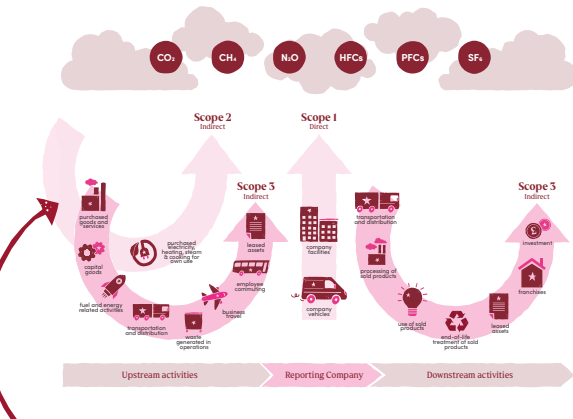 CO₂
CH₄
N₂O
HFCs
PFCs
SF₆
Scope 2
Indirect
Scope 1
Direct
Scope 3
Indirect
Scope 3
Indirect
purchased
goods and
services
capital
goods
fuel and energy
related activities
transportation
and distribution
waste
generated in
operations
business
travel
employee
commuting
leased
assets
purchased
electricity,
heating, steam
& cooking for
own use
company
facilities
company
vehicles
transportation
and distribution
processing of
sold products
use of sold
products
end-of-life
treatment of sold
products
leased
assets
franchises
£
investment
Upstream activities
Reporting Company
Downstream activities